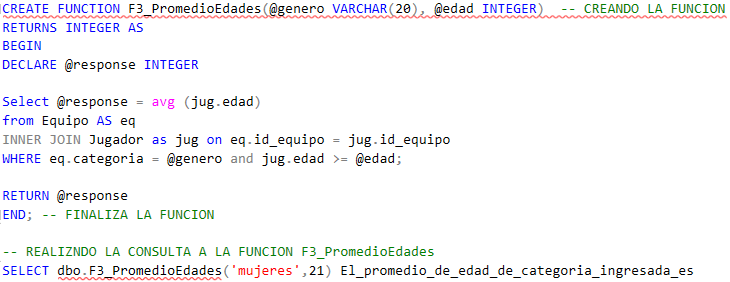 CREATE FUNCTION F3_PromedioEdades(@genero VARCHAR(20), @edad INTEGER)  -- CREANDO LA FUNCION
RETURNS INTEGER AS
BEGIN
DECLARE @response INTEGER
Select @response = avg (jug.edad)
from Equipo AS eq
INNER JOIN Jugador as jug on eq.id_equipo = jug.id_equipo
WHERE eq.categoria = @genero and jug.edad >= @edad;
RETURN @response
END; -- FINALIZA LA FUNCION
-- REALIZNDO LA CONSULTA A LA FUNCION F3_PromedioEdades
SELECT dbo.F3_PromedioEdades('mujeres',21) El_promedio_de_edad_de_categoria_ingresada_es